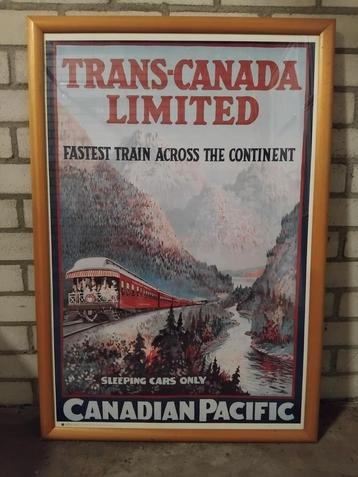 TRANS-CANADA
LIMITED
FASTEST TRAIN ACROSS THE CONTINENT
SLEEPING CARS ONLY
CANADIAN PACIFIC